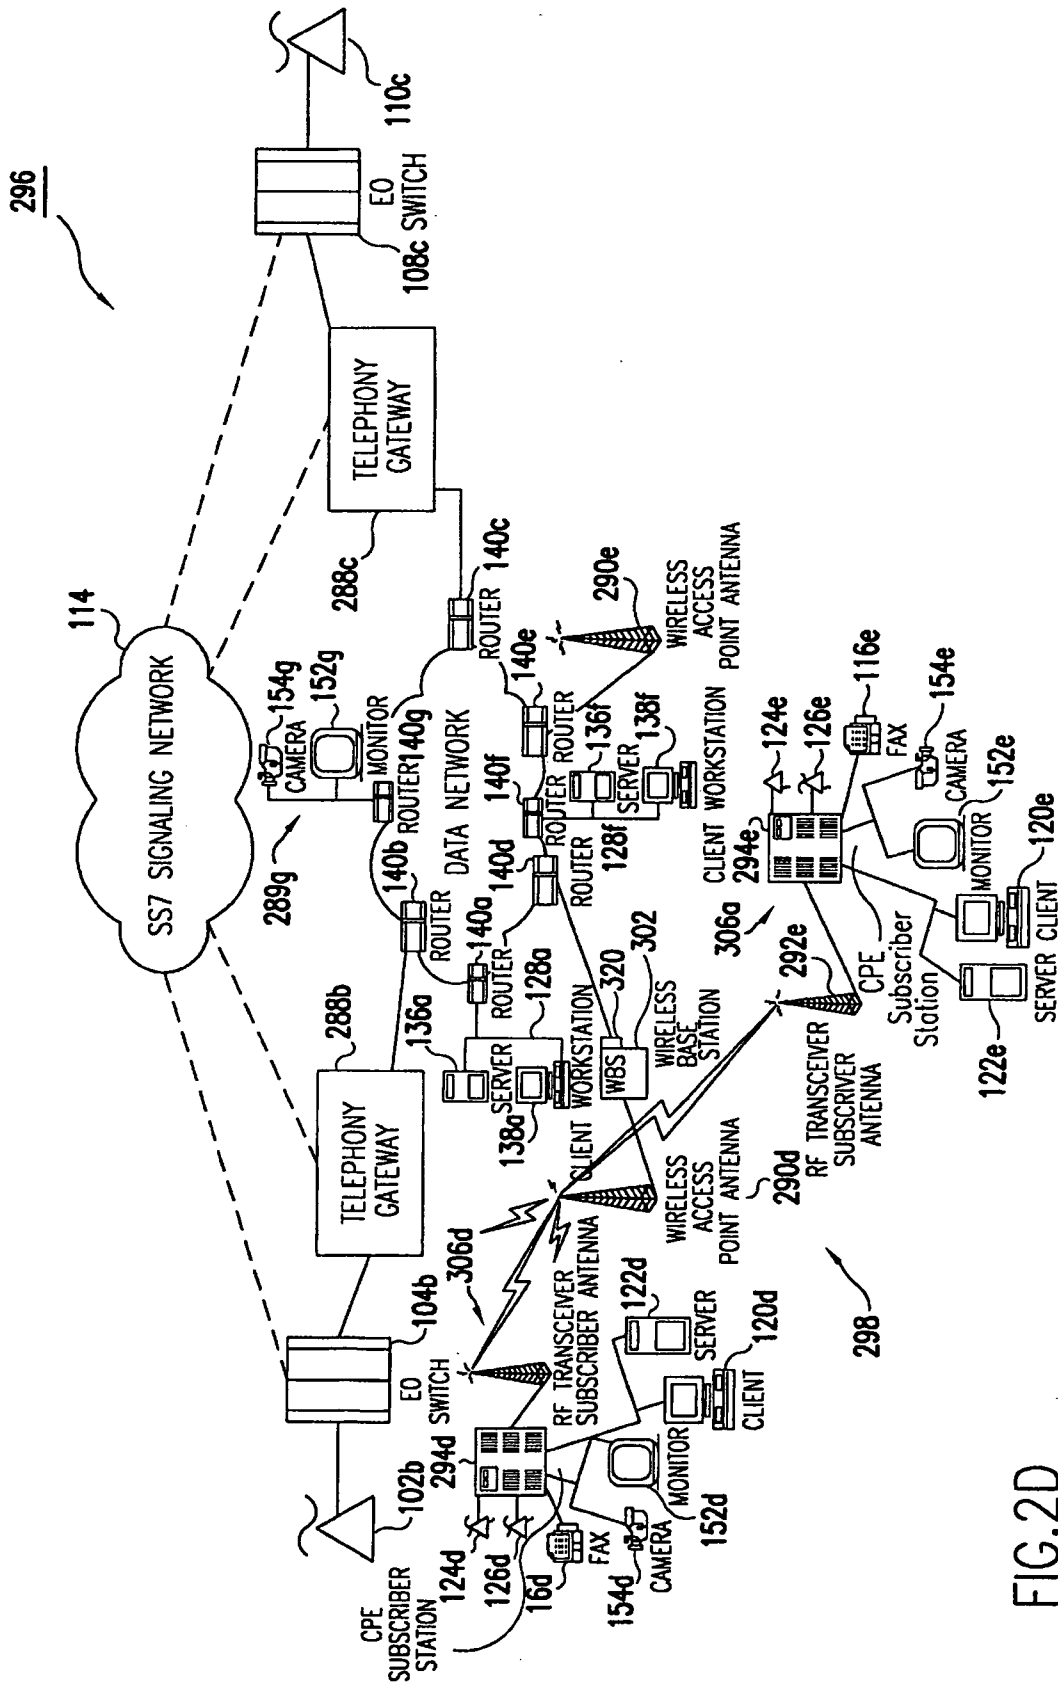 296
114
SS7 SIGNALING NETWORK
110c
EO
SWITCH
108c
TELEPHONY
GATEWAY
288c
154g
CAMERA
152g
MONITOR
289g
ROUTER
140g
140c
ROUTER
DATA NETWORK
140b
ROUTER
288b
TELEPHONY
GATEWAY
104b
EO
SWITCH
102b
140e
ROUTER
290e
WIRELESS
ACCESS
POINT ANTENNA
140f
ROUTER
136f
SERVER
138f
128f
CLIENT WORKSTATION
140d
ROUTER
140a
ROUTER
136a
SERVER
128a
138a
CLIENT WORKSTATION
320
302
WBS
WIRELESS
BASE
STATION
WIRELESS
ACCESS
POINT ANTENNA
290d
306d
RF TRANSCEIVER
SUBSCRIBER ANTENNA
294d
CPE
SUBSCRIBER
STATION
124d
126d
16d
FAX
154d
CAMERA
152d
MONITOR
122d
SERVER
120d
CLIENT
306a
292e
RF TRANSCEIVER
SUBSCRIVER
ANTENNA
294e
CPE
Subscriber
Station
124e
126e
116e
FAX
154e
CAMERA
152e
MONITOR
120e
CLIENT
SERVER
122e
298
FIG.2D